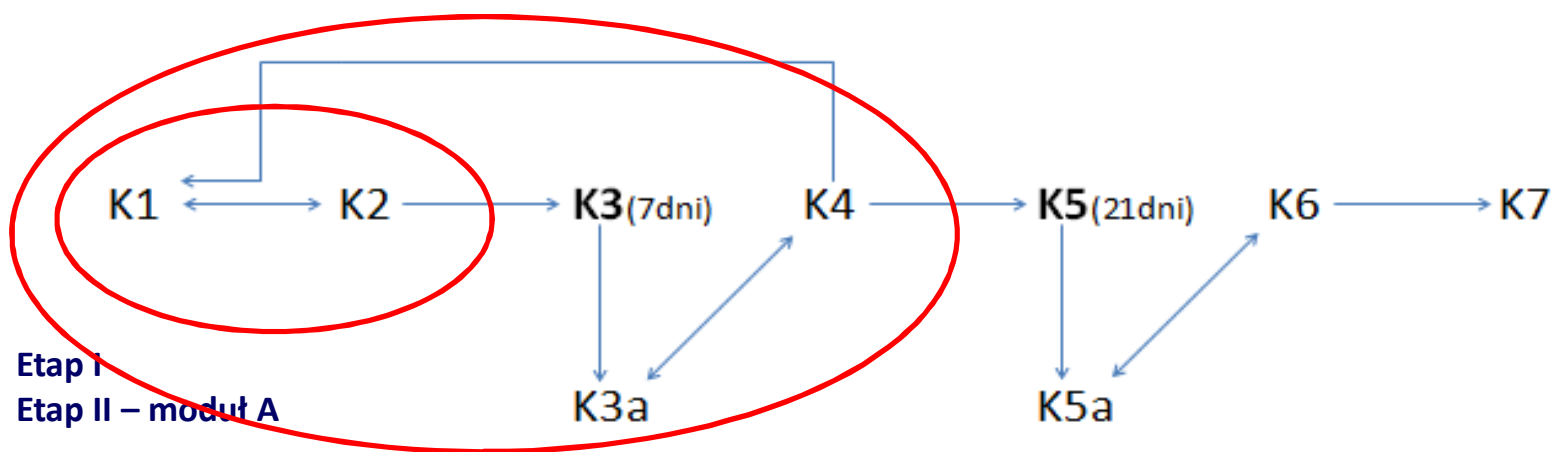 K1 K2 K3(7dni) K4 K5(21dni) K6 K7
Etap I
Etap II – moduł A
K3a K5a